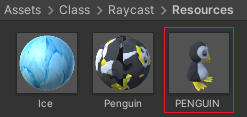 Assets > Class > Raycast > Resources
Ice
Penguin
PENGUIN